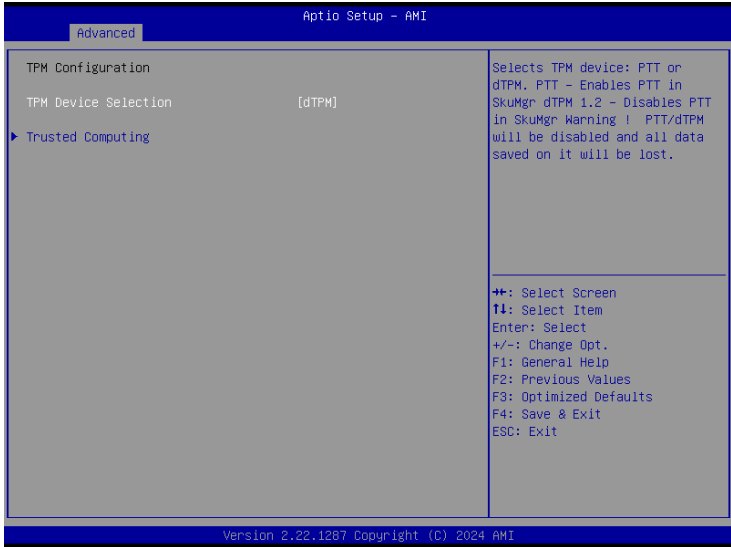 Aptio Setup - AMI
Advanced
TPM Configuration
TPM Device Selection [dTPM]
Trusted Computing
Selects TPM device: PTT or
dTPM. PTT - Enables PTT in
SkuMgr dTPM 1.2 - Disables PTT
in SkuMgr Warning ! PTT/dTPM
will be disabled and all data
saved on it will be lost.
→←: Select Screen
↑↓: Select Item
Enter: Select
+/-: Change Opt.
F1: General Help
F2: Previous Values
F3: Optimized Defaults
F4: Save & Exit
ESC: Exit
Version 2.22.1287 Copyright (C) 2024 AMI